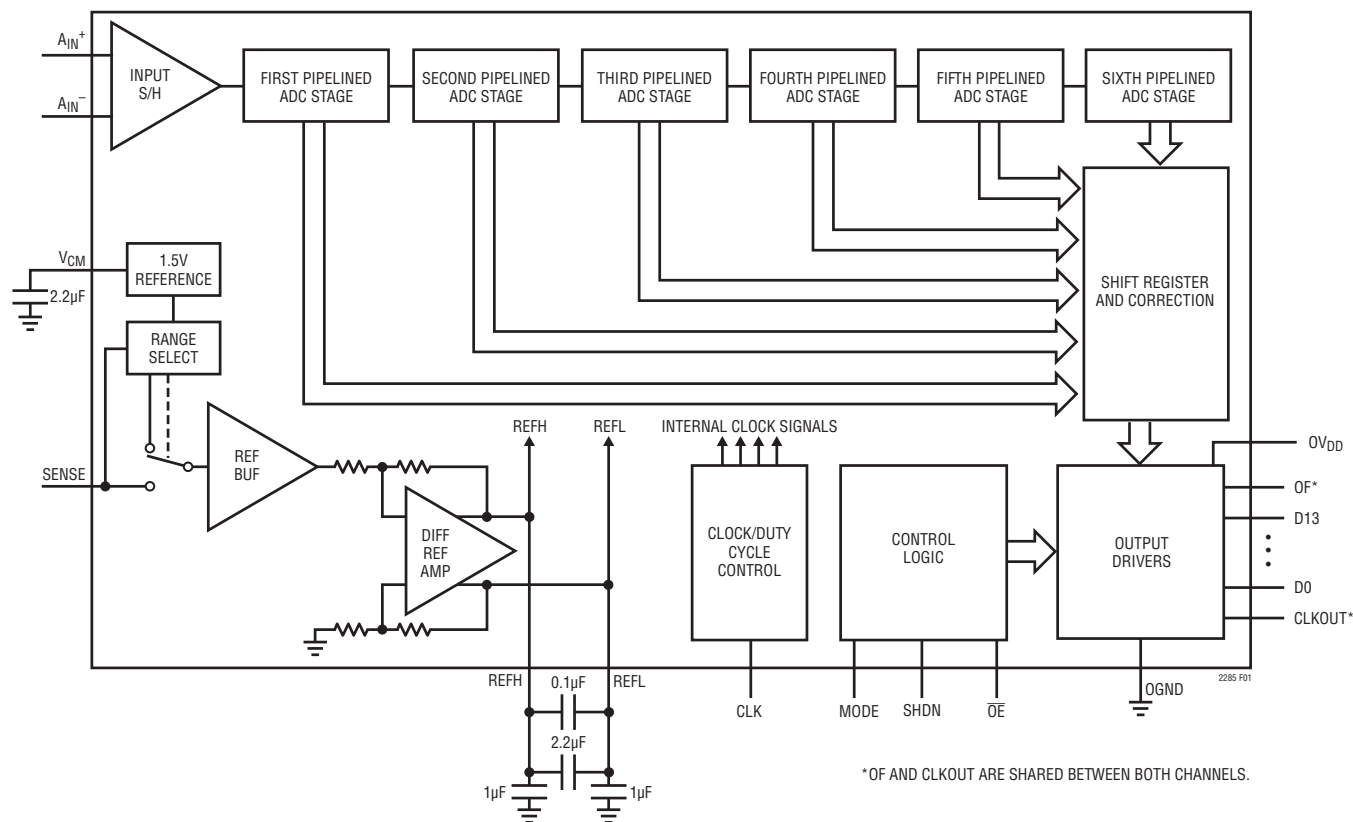 AIN+
AIN−
INPUT
S/H
FIRST PIPELINED
ADC STAGE
SECOND PIPELINED
ADC STAGE
THIRD PIPELINED
ADC STAGE
FOURTH PIPELINED
ADC STAGE
FIFTH PIPELINED
ADC STAGE
SIXTH PIPELINED
ADC STAGE
VCM
2.2µF
1.5V
REFERENCE
RANGE
SELECT
SHIFT REGISTER
AND CORRECTION
SENSE
REF
BUF
DIFF
REF
AMP
REFH
REFL
INTERNAL CLOCK SIGNALS
CLOCK/DUTY
CYCLE
CONTROL
CONTROL
LOGIC
OUTPUT
DRIVERS
OVDD
OF*
D13
D0
CLKOUT*
REFH
0.1µF
REFL
2.2µF
1µF
1µF
CLK
MODE
SHDN
OE
OGND
2285 F01
*OF AND CLKOUT ARE SHARED BETWEEN BOTH CHANNELS.